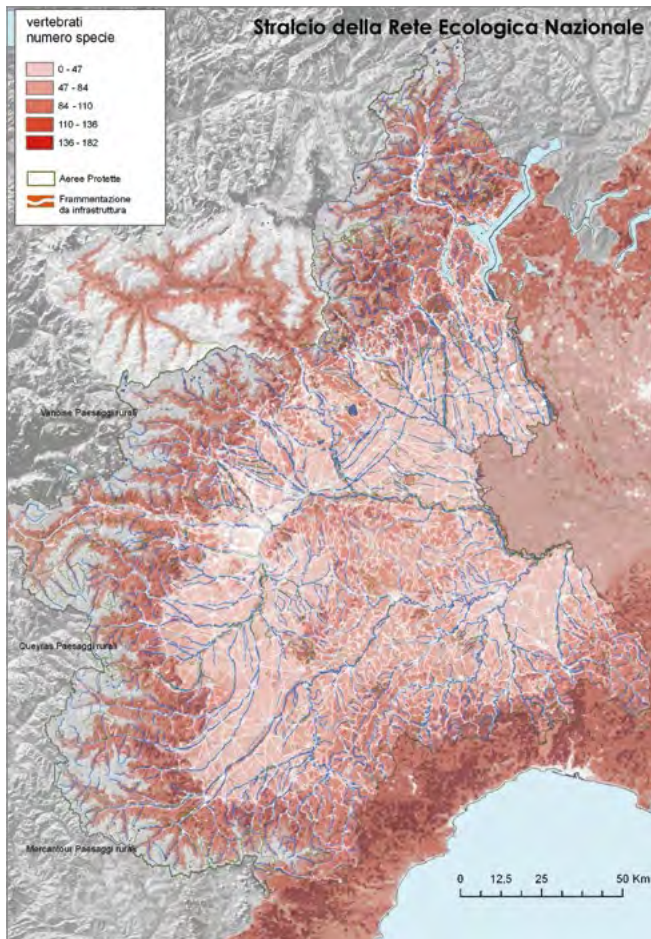 Stralcio della Rete Ecologica Nazionale
vertebrati
numero specie
0 - 47
47 - 84
84 - 110
110 - 136
136 - 182
Aeree Protette
Frammentazione
da infrastruttura
Vanoise Paesaggi rurali
Queyras Paesaggi rurali
Mercantour Paesaggi rurali
0 12.5 25 50 Km